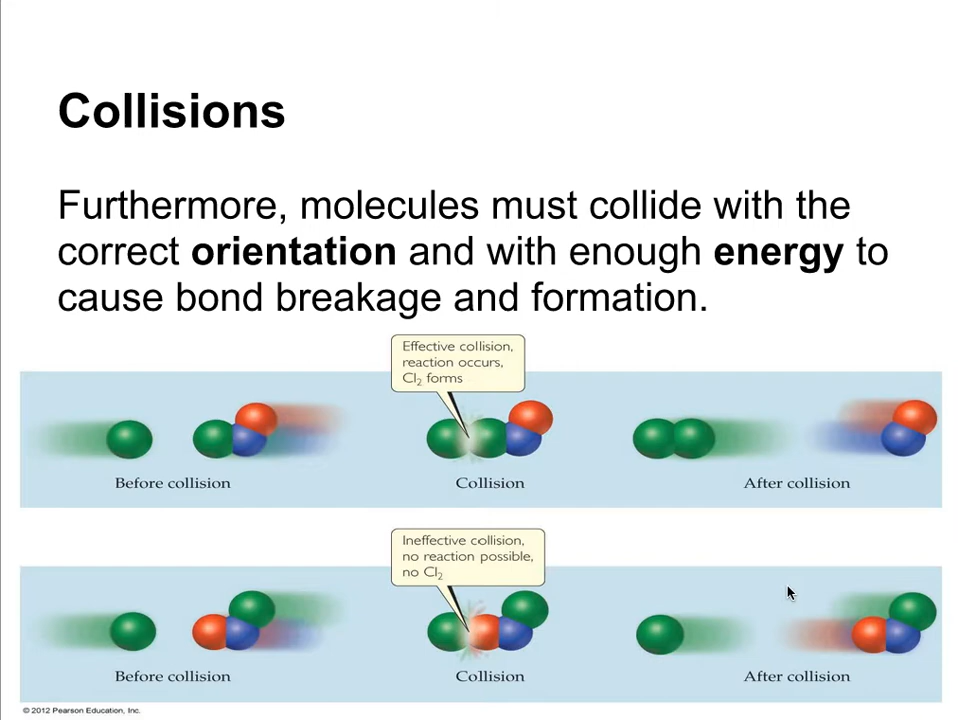 Collisions
Furthermore, molecules must collide with the
correct orientation and with enough energy to
cause bond breakage and formation.
Effective collision,
reaction occurs,
Cl₂ forms
Before collision
Collision
After collision
Ineffective collision,
no reaction possible,
no Cl₂
Before collision
Collision
After collision
© 2012 Pearson Education, Inc.